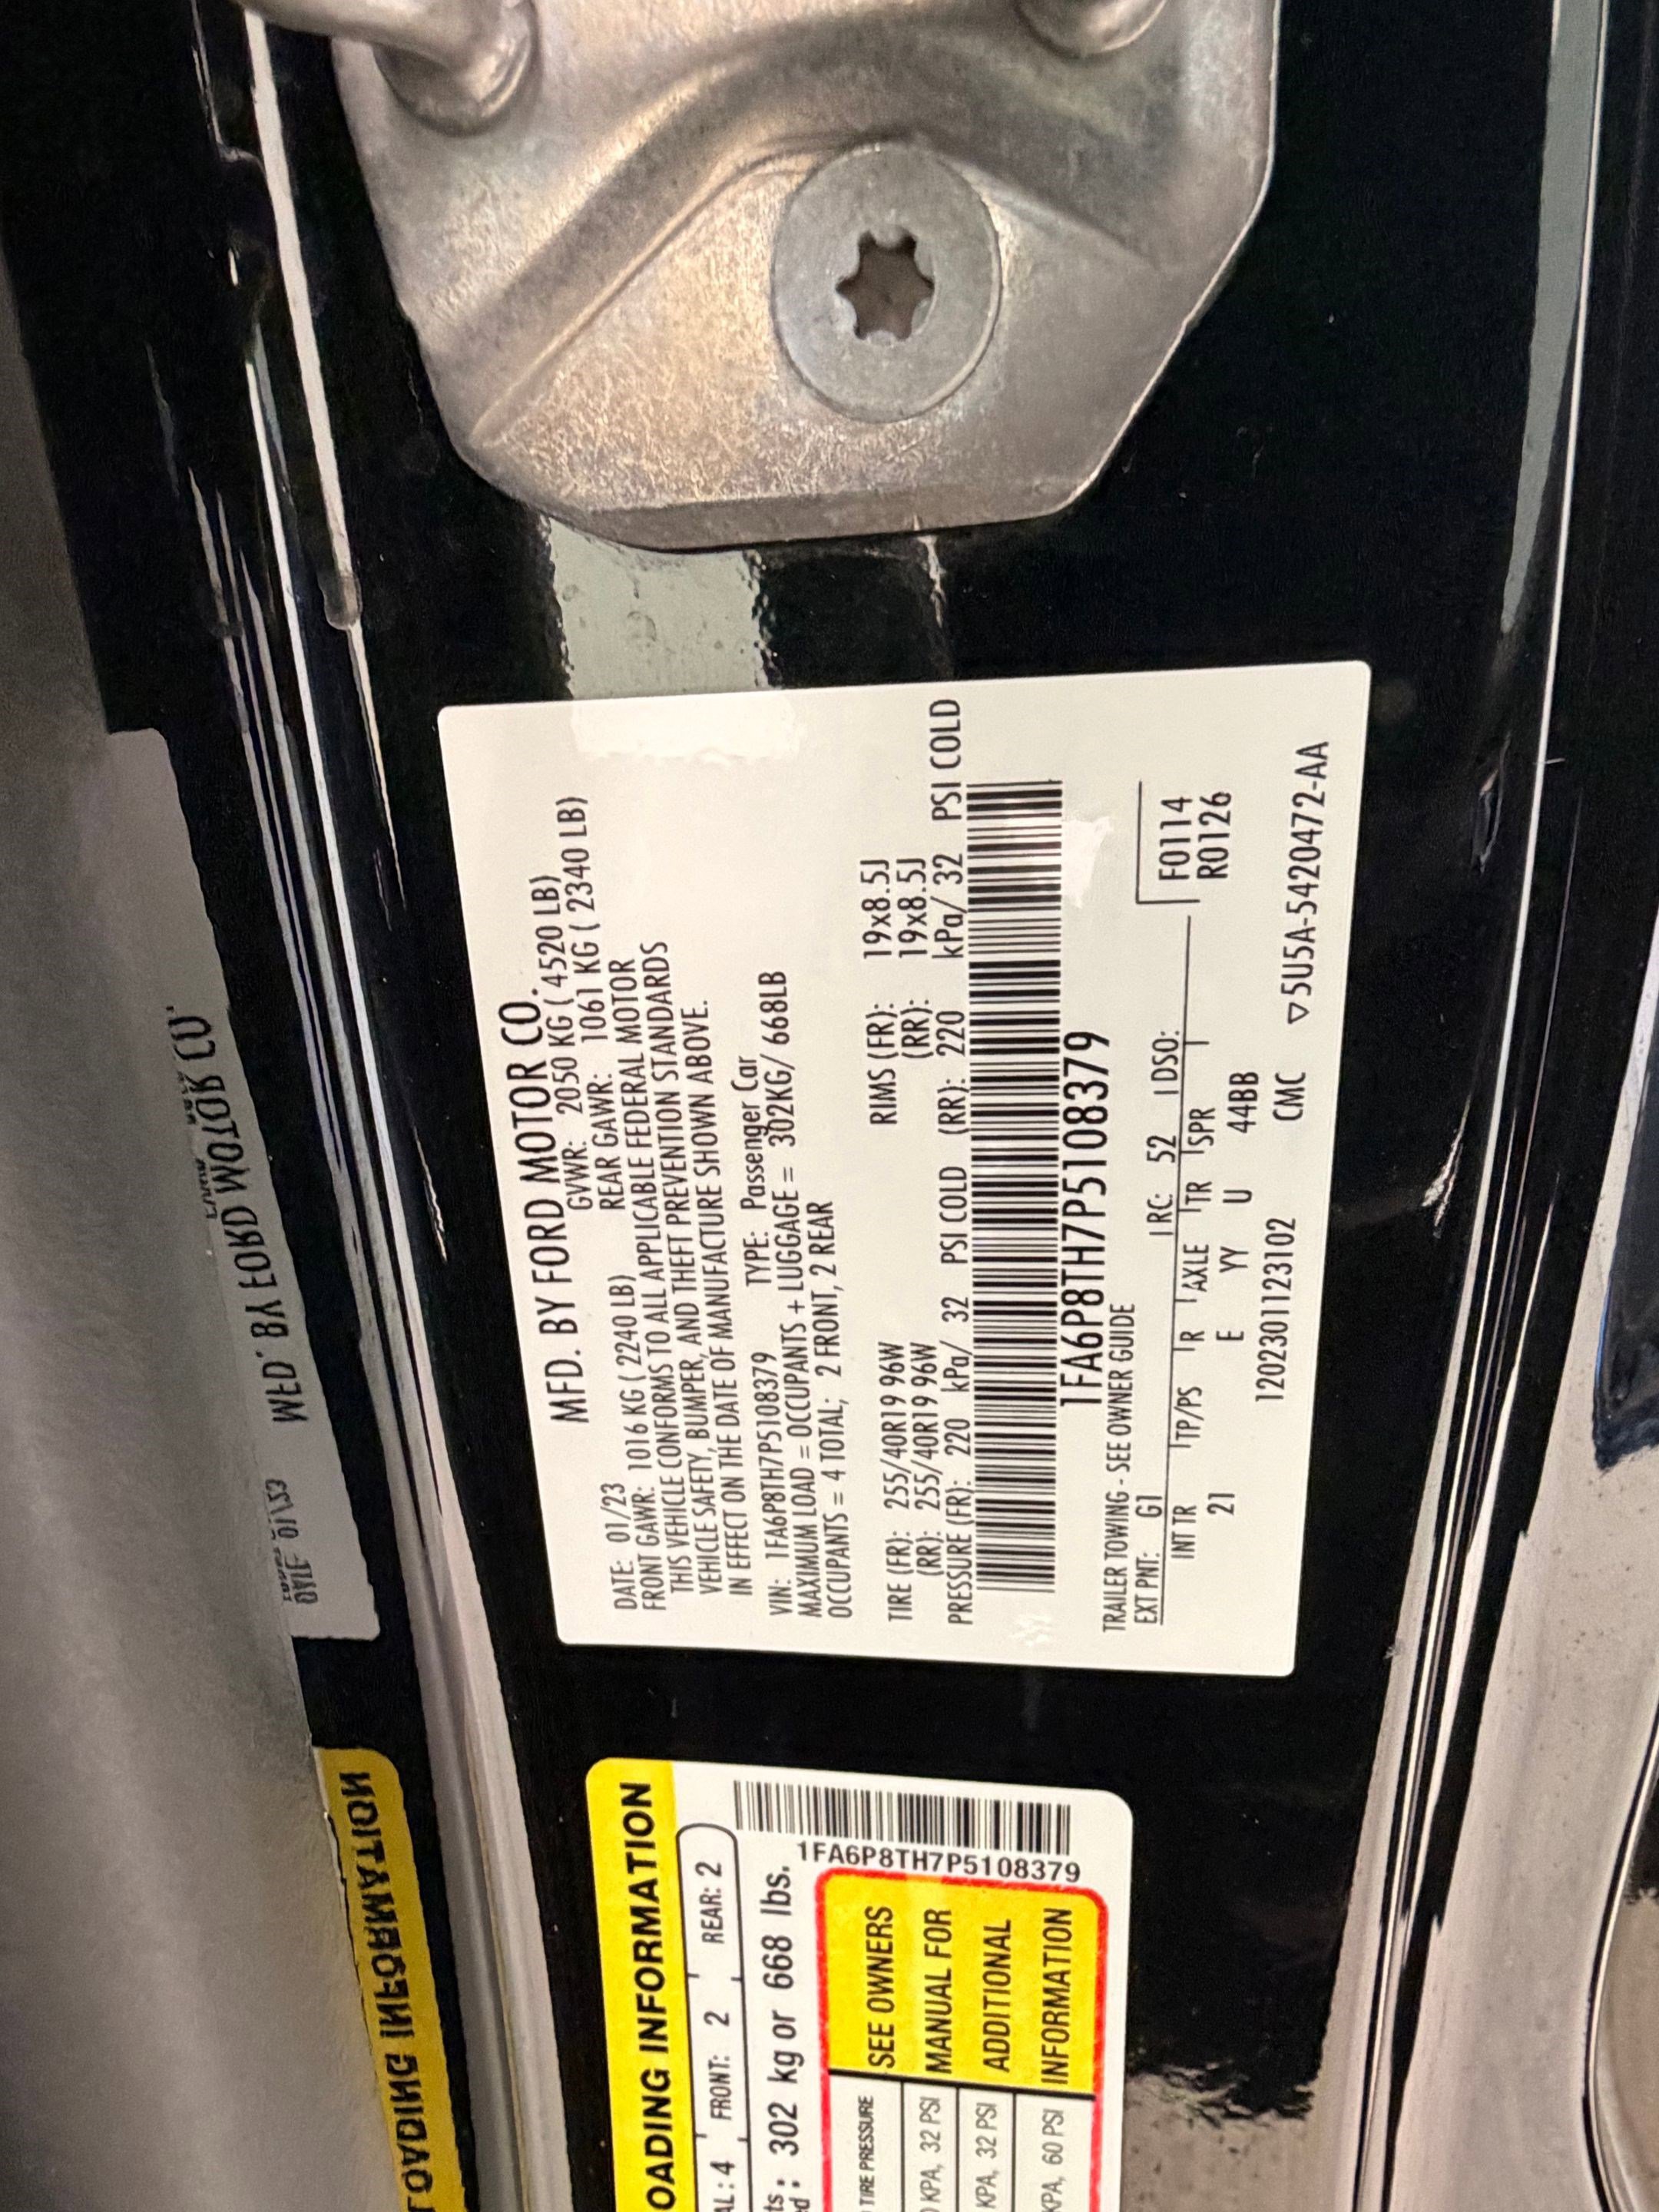 MFD. BY FORD MOTOR CO.
DATE: 01/23 GVWR: 2050 KG ( 4520 LB)
FRONT GAWR: 1016 KG ( 2240 LB) REAR GAWR: 1061 KG ( 2340 LB)
THIS VEHICLE CONFORMS TO ALL APPLICABLE FEDERAL MOTOR
VEHICLE SAFETY, BUMPER, AND THEFT PREVENTION STANDARDS
IN EFFECT ON THE DATE OF MANUFACTURE SHOWN ABOVE.
VIN: 1FA6P8TH7P5108379 TYPE: Passenger Car
MAXIMUM LOAD = OCCUPANTS + LUGGAGE = 302KG/ 668LB
OCCUPANTS = 4 TOTAL; 2 FRONT, 2 REAR
TIRE (FR): 255/40R19 96W RIMS (FR): 19x8.5J
(RR): 255/40R19 96W (RR): 19x8.5J
PRESSURE (FR): 220 kPa/ 32 PSI COLD (RR): 220 kPa/ 32 PSI COLD
1FA6P8TH7P5108379
TRAILER TOWING - SEE OWNER GUIDE
EXT PNT: G1 RC: 52 DSO: F0114
INT TR TP/PS R AXLE TR SPR R0126
21 E YY U 44BB
12023011123102 CMC ▽5U5A-5420472-AA
OADING INFORMATION
AL: 4 FRONT: 2 REAR: 2
302 kg or 668 lbs.
1FA6P8TH7P5108379
TIRE PRESSURE
KPA, 32 PSI
KPA, 32 PSI
KPA, 60 PSI
SEE OWNERS
MANUAL FOR
ADDITIONAL
INFORMATION